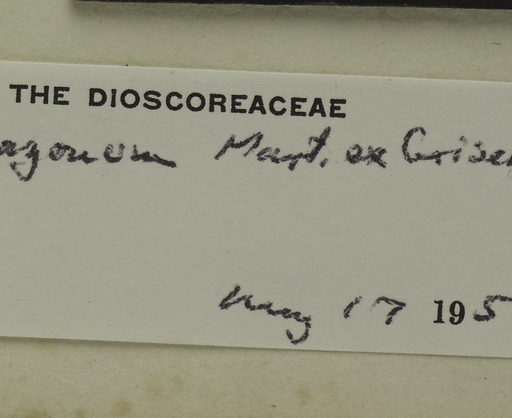 THE DIOSCOREACEAE
agonum Mart. ex Grise
May 17 195